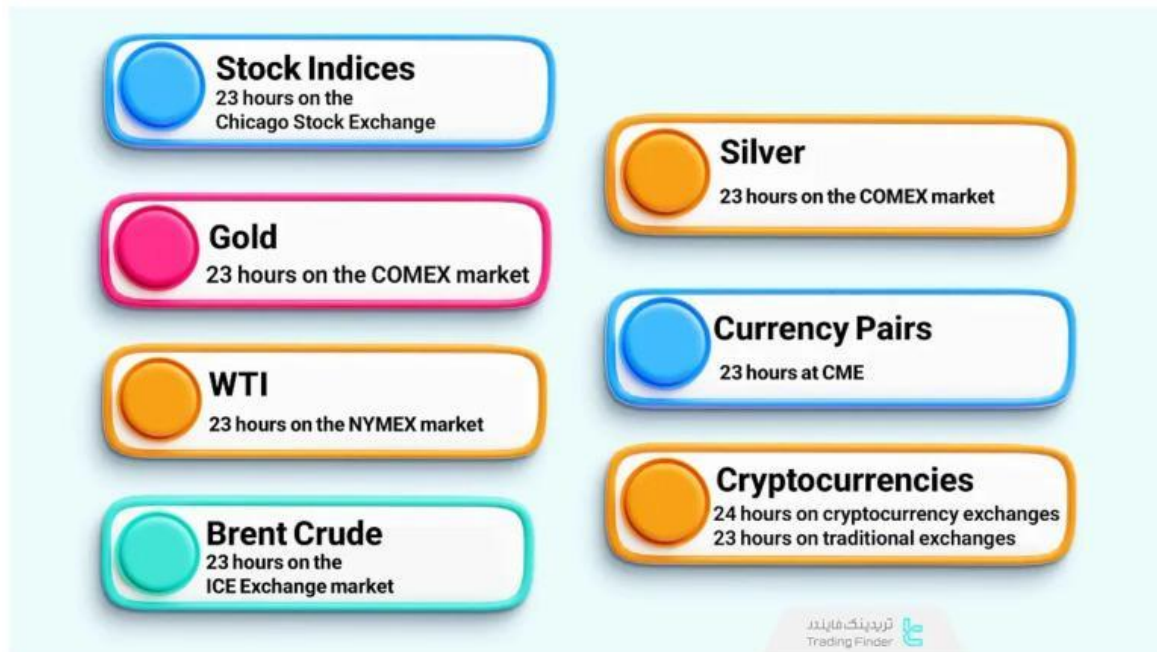 Stock Indices
23 hours on the
Chicago Stock Exchange
Gold
23 hours on the COMEX market
WTI
23 hours on the NYMEX market
Brent Crude
23 hours on the
ICE Exchange market
Silver
23 hours on the COMEX market
Currency Pairs
23 hours at CME
Cryptocurrencies
24 hours on cryptocurrency exchanges
23 hours on traditional exchanges
تریدینگ فایندر
Trading Finder